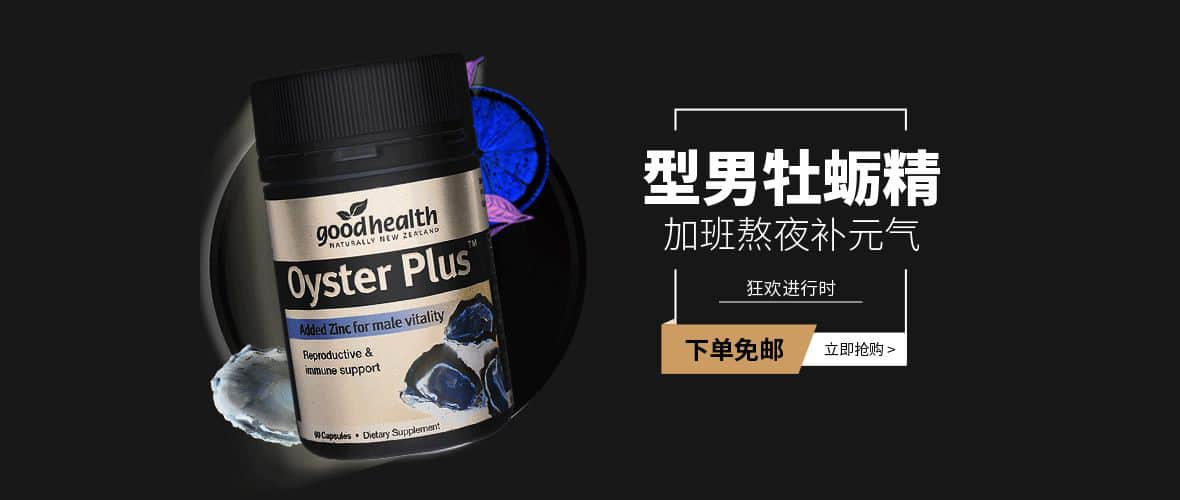 goodhealth
NATURALLY NEW ZEALAND
Oyster Plus™
Added Zinc for male vitality
Reproductive &
immune support
90 Capsules • Dietary Supplement
型男牡蛎精
加班熬夜补元气
狂欢进行时
下单免邮
立即抢购 >